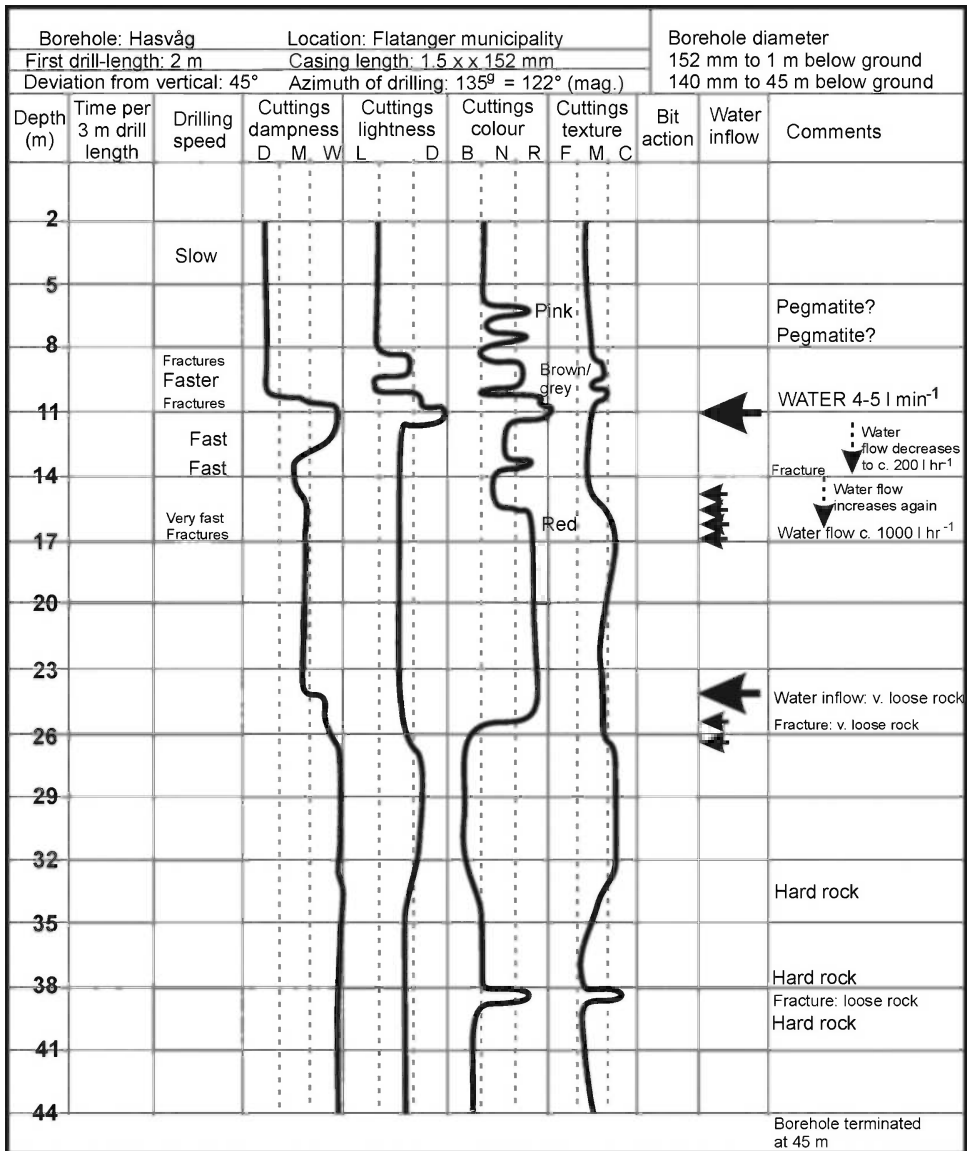 Borehole: Hasvåg Location: Flatanger municipality
First drill-length: 2 m Casing length: 1.5 x x 152 mm
Deviation from vertical: 45° Azimuth of drilling: 135g = 122° (mag.)
Borehole diameter
152 mm to 1 m below ground
140 mm to 45 m below ground
Depth
(m)
Time per
3 m drill
length
Drilling
speed
Cuttings
dampness
D M W
Cuttings
lightness
L D
Cuttings
colour
B N R
Cuttings
texture
F M C
Bit
action
Water
inflow
Comments
2
Slow
5
Pink
Pegmatite?
Pegmatite?
8
Fractures
Faster
Fractures
Brown/
grey
WATER 4-5 l min-1
11
Fast
Fast
Water
flow decreases
to c. 200 l hr-1
Fracture
14
Water flow
increases again
Very fast
Fractures
Red
Water flow c. 1000 l hr -1
17
20
23
Water inflow: v. loose rock
Fracture: v. loose rock
26
29
32
Hard rock
35
Hard rock
38
Fracture: loose rock
Hard rock
41
44
Borehole terminated
at 45 m